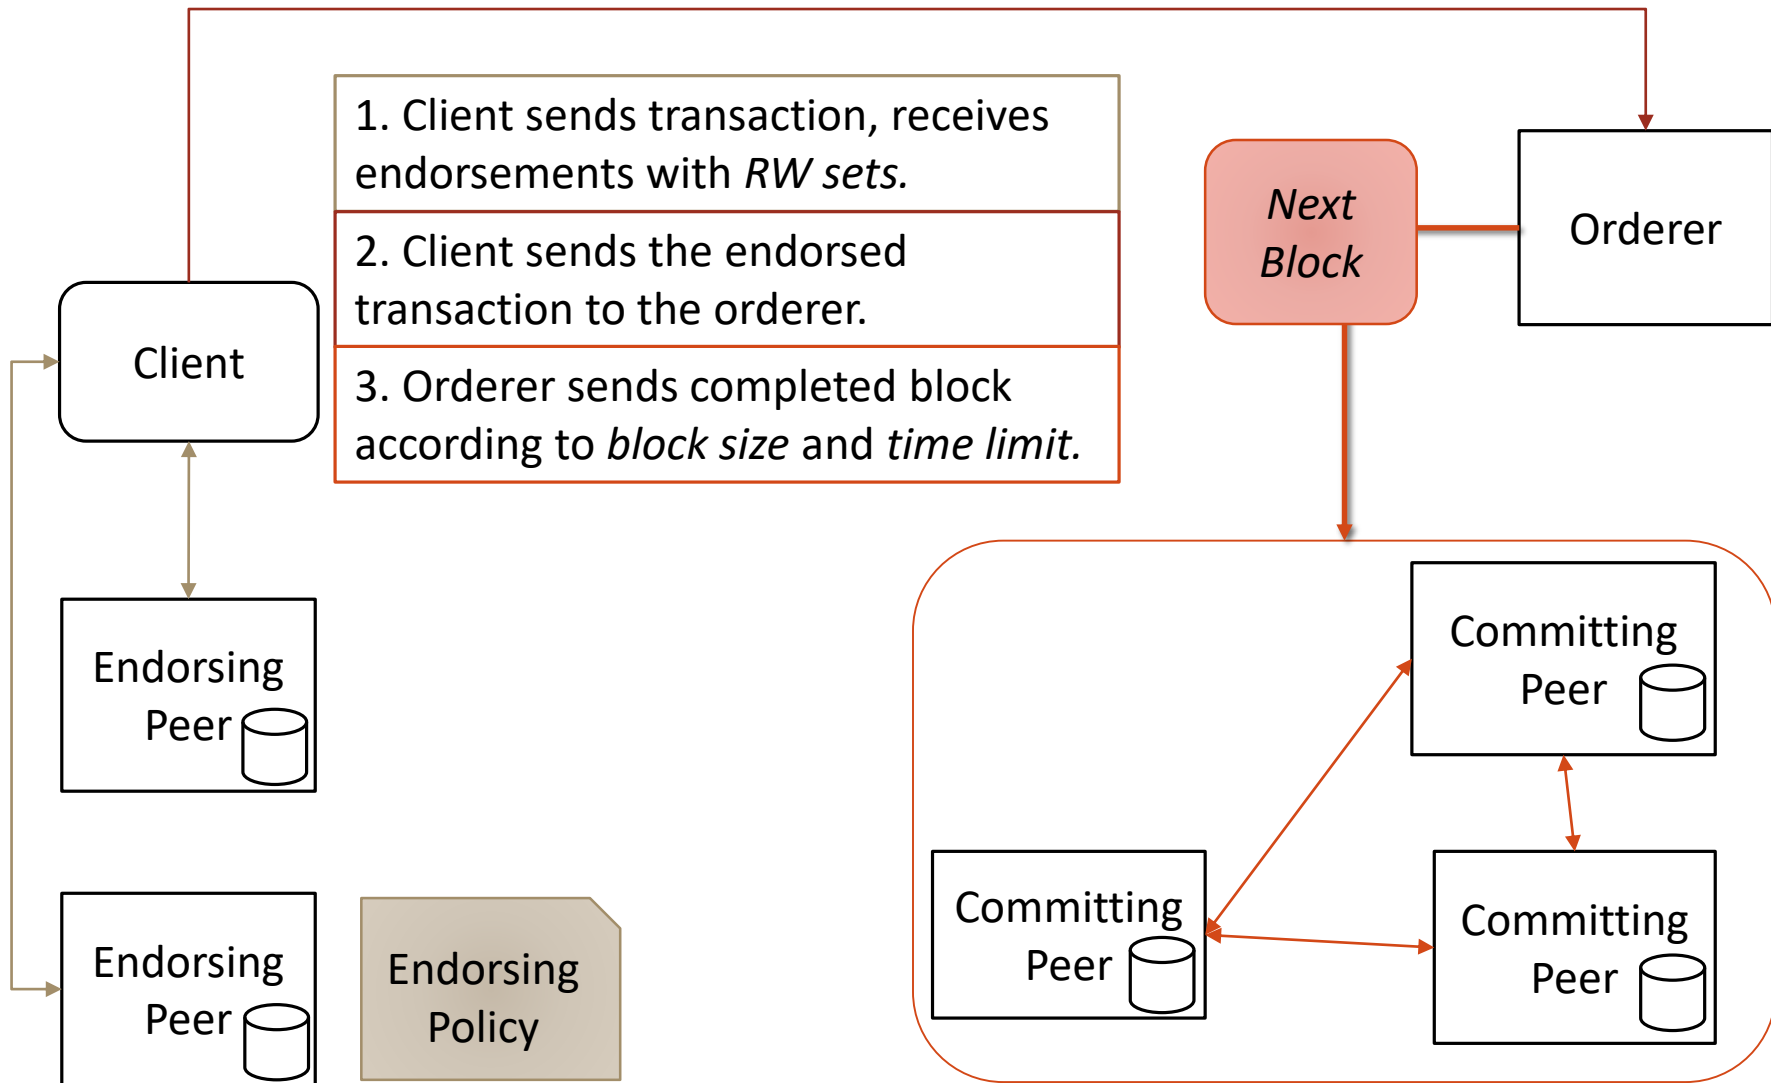 1. Client sends transaction, receives
endorsements with RW sets.
2. Client sends the endorsed
transaction to the orderer.
3. Orderer sends completed block
according to block size and time limit.
Next
Block
Orderer
Client
Endorsing
Peer
Endorsing
Peer
Endorsing
Policy
Committing
Peer
Committing
Peer
Committing
Peer